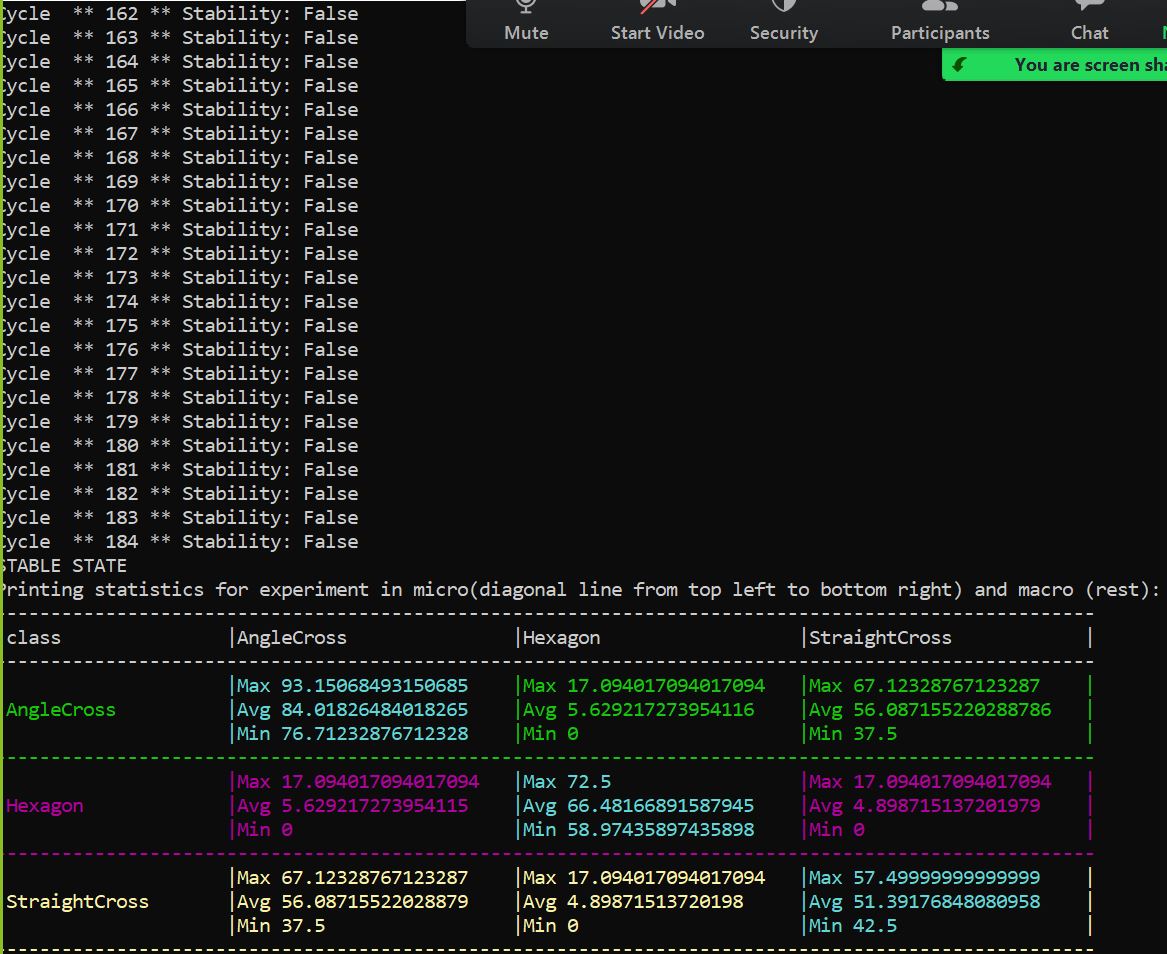 ycle  ** 162 ** Stability: False
Mute Start Video Security Participants Chat
ycle  ** 163 ** Stability: False
ycle  ** 164 ** Stability: False
You are screen sha
ycle  ** 165 ** Stability: False
ycle  ** 166 ** Stability: False
ycle  ** 167 ** Stability: False
ycle  ** 168 ** Stability: False
ycle  ** 169 ** Stability: False
ycle  ** 170 ** Stability: False
ycle  ** 171 ** Stability: False
ycle  ** 172 ** Stability: False
ycle  ** 173 ** Stability: False
ycle  ** 174 ** Stability: False
ycle  ** 175 ** Stability: False
ycle  ** 176 ** Stability: False
ycle  ** 177 ** Stability: False
ycle  ** 178 ** Stability: False
ycle  ** 179 ** Stability: False
ycle  ** 180 ** Stability: False
ycle  ** 181 ** Stability: False
ycle  ** 182 ** Stability: False
ycle  ** 183 ** Stability: False
ycle  ** 184 ** Stability: False
STABLE STATE
Printing statistics for experiment in micro(diagonal line from top left to bottom right) and macro (rest):
class |AngleCross |Hexagon |StraightCross |
|Max 93.15068493150685 |Max 17.094017094017094 |Max 67.12328767123287 |
AngleCross |Avg 84.01826484018265 |Avg 5.629217273954116 |Avg 56.087155220288786 |
|Min 76.71232876712328 |Min 0 |Min 37.5 |
|Max 17.094017094017094 |Max 72.5 |Max 17.094017094017094 |
Hexagon |Avg 5.629217273954115 |Avg 66.48166891587945 |Avg 4.898715137201979 |
|Min 0 |Min 58.97435897435898 |Min 0 |
|Max 67.12328767123287 |Max 17.094017094017094 |Max 57.49999999999999 |
StraightCross |Avg 56.08715522028879 |Avg 4.89871513720198 |Avg 51.39176848080958 |
|Min 37.5 |Min 0 |Min 42.5 |